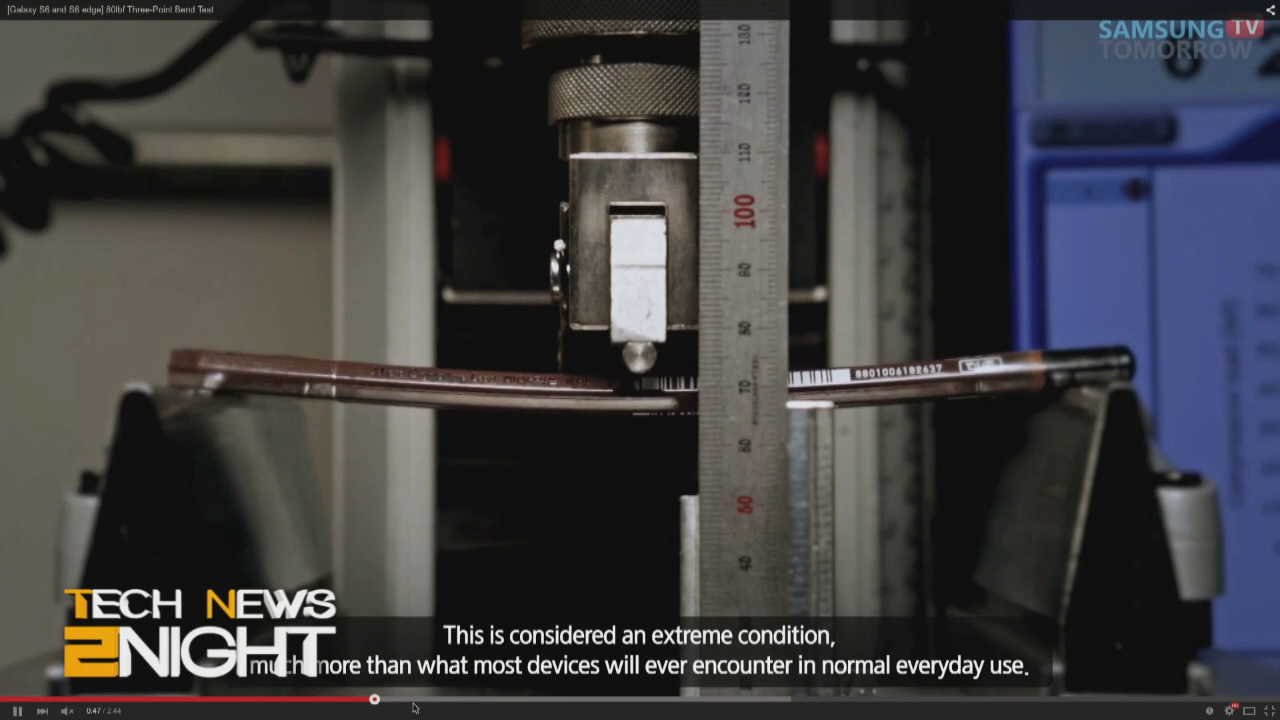 [Galaxy S6 and S6 edge] 80lbf Three-Point Bend Test
SAMSUNG TV
TOMORROW
130
120
110
100
90
80
70
60
50
40
8801006182637
TECH NEWS
2NIGHT
This is considered an extreme condition,
much more than what most devices will ever encounter in normal everyday use.
0:47 / 2:44